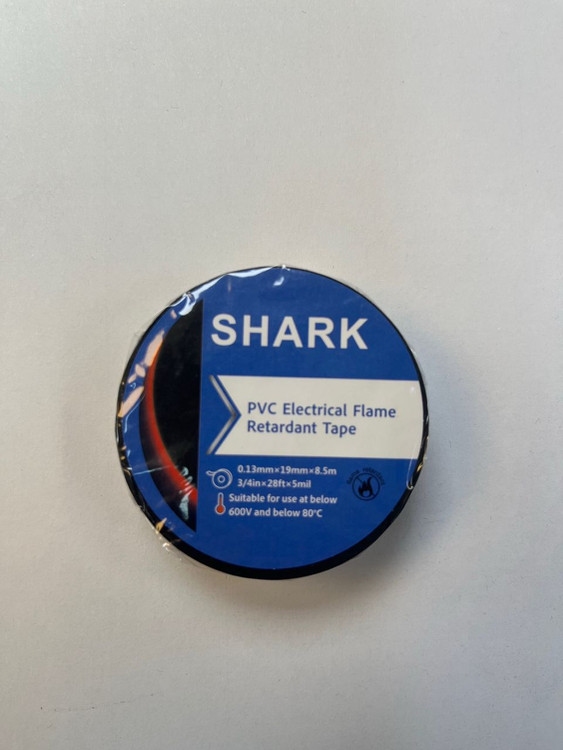 SHARK
PVC Electrical Flame
Retardant Tape
0.13mm×19mm×8.5m
3/4in×28ft×5mil
Suitable for use at below
600V and below 80°C